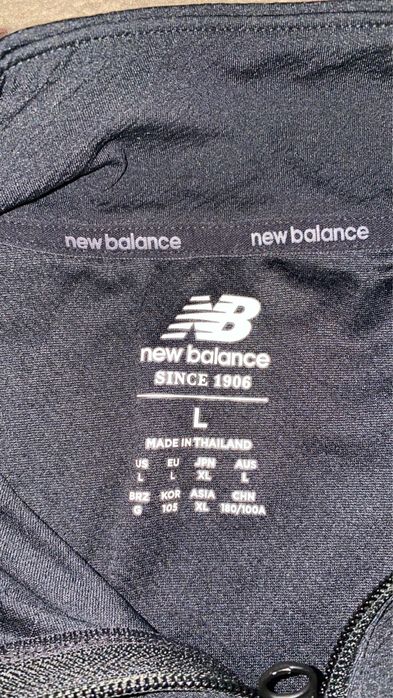 new balance new balance
NB
new balance
SINCE 1906
L
MADE IN THAILAND
US EU JPN AUS
L L XL L
BRZ KOR ASIA CHN
G 105 XL 180/100A